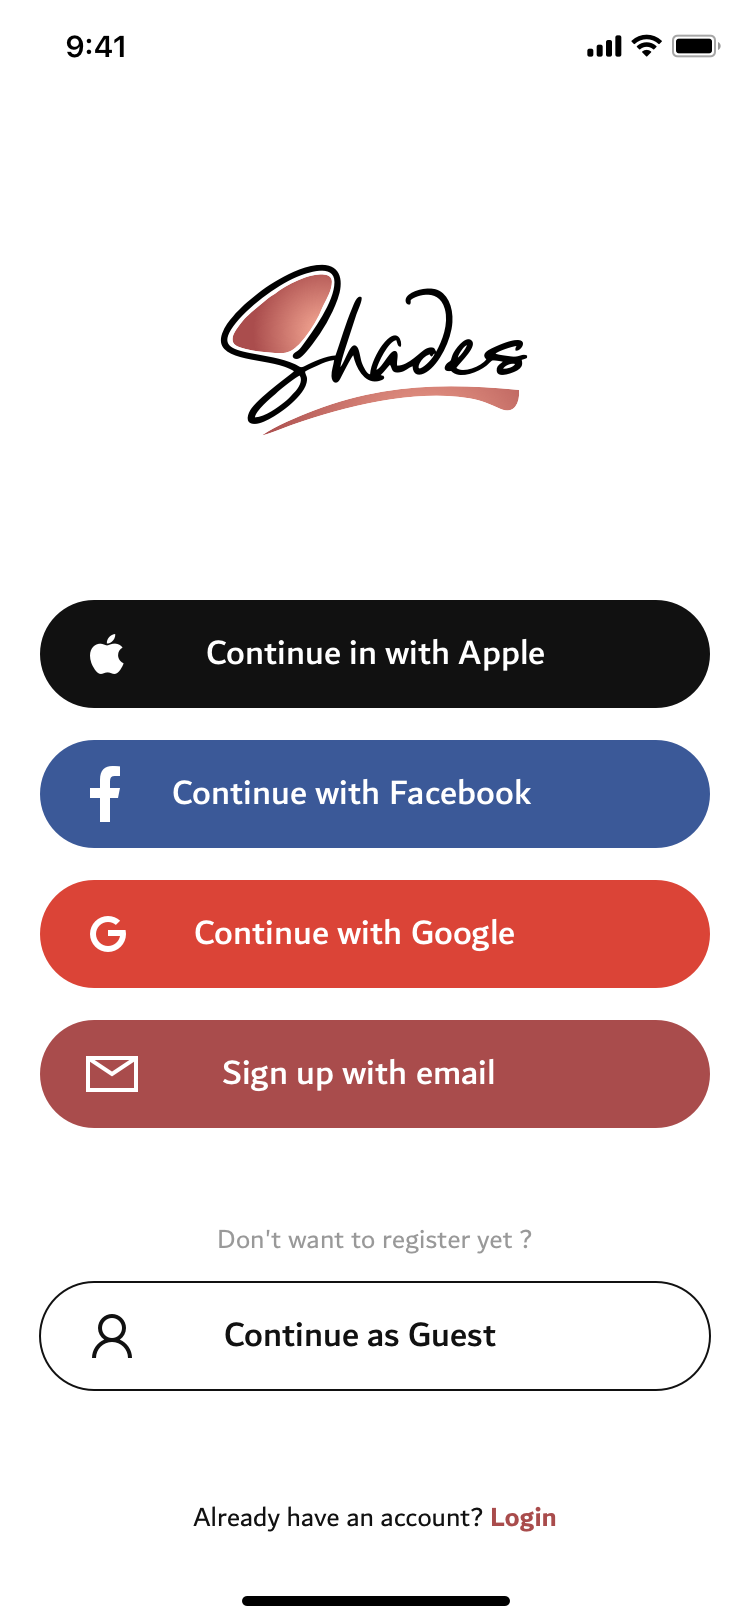 9:41
Shades
Continue in with Apple
Continue with Facebook
Continue with Google
Sign up with email
Don't want to register yet ?
Continue as Guest
Already have an account? Login